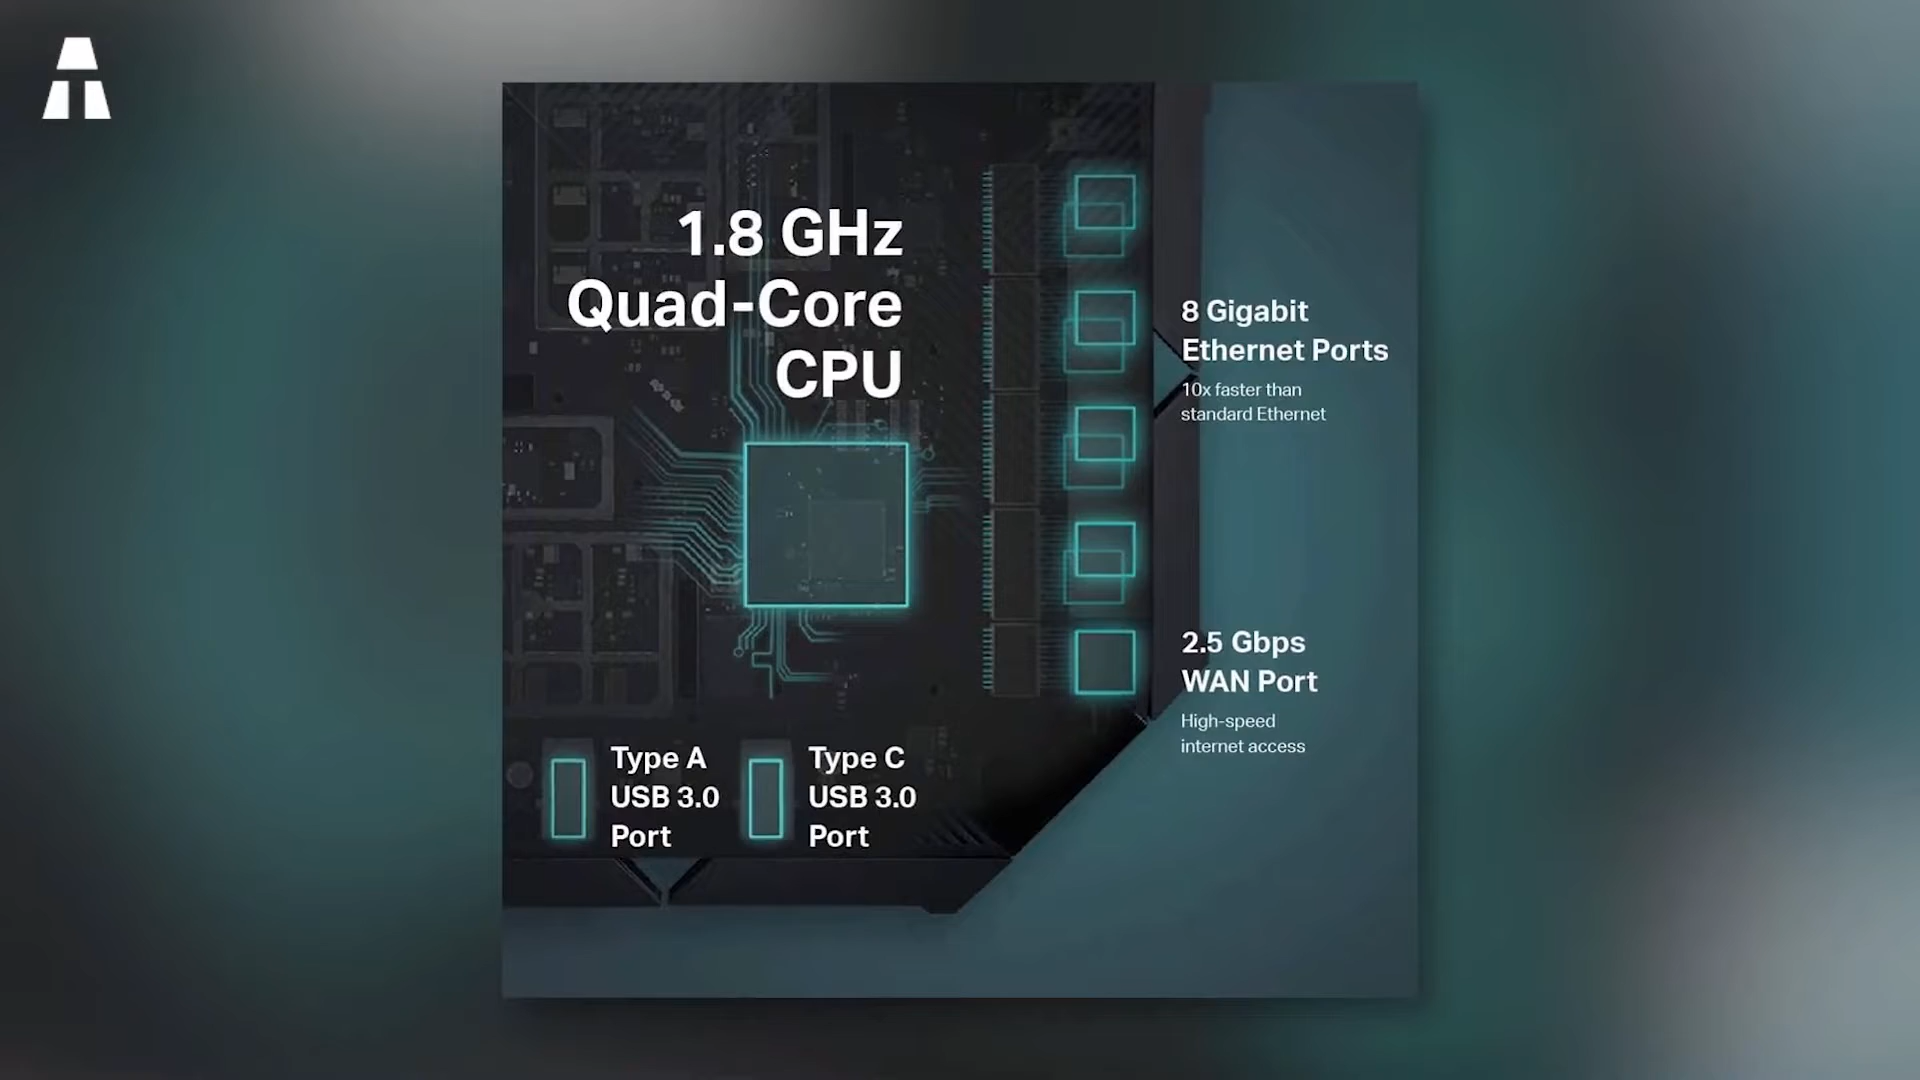 1.8 GHz
Quad-Core
CPU
8 Gigabit
Ethernet Ports
10x faster than
standard Ethernet
2.5 Gbps
WAN Port
High-speed
internet access
Type A
USB 3.0
Port
Type C
USB 3.0
Port